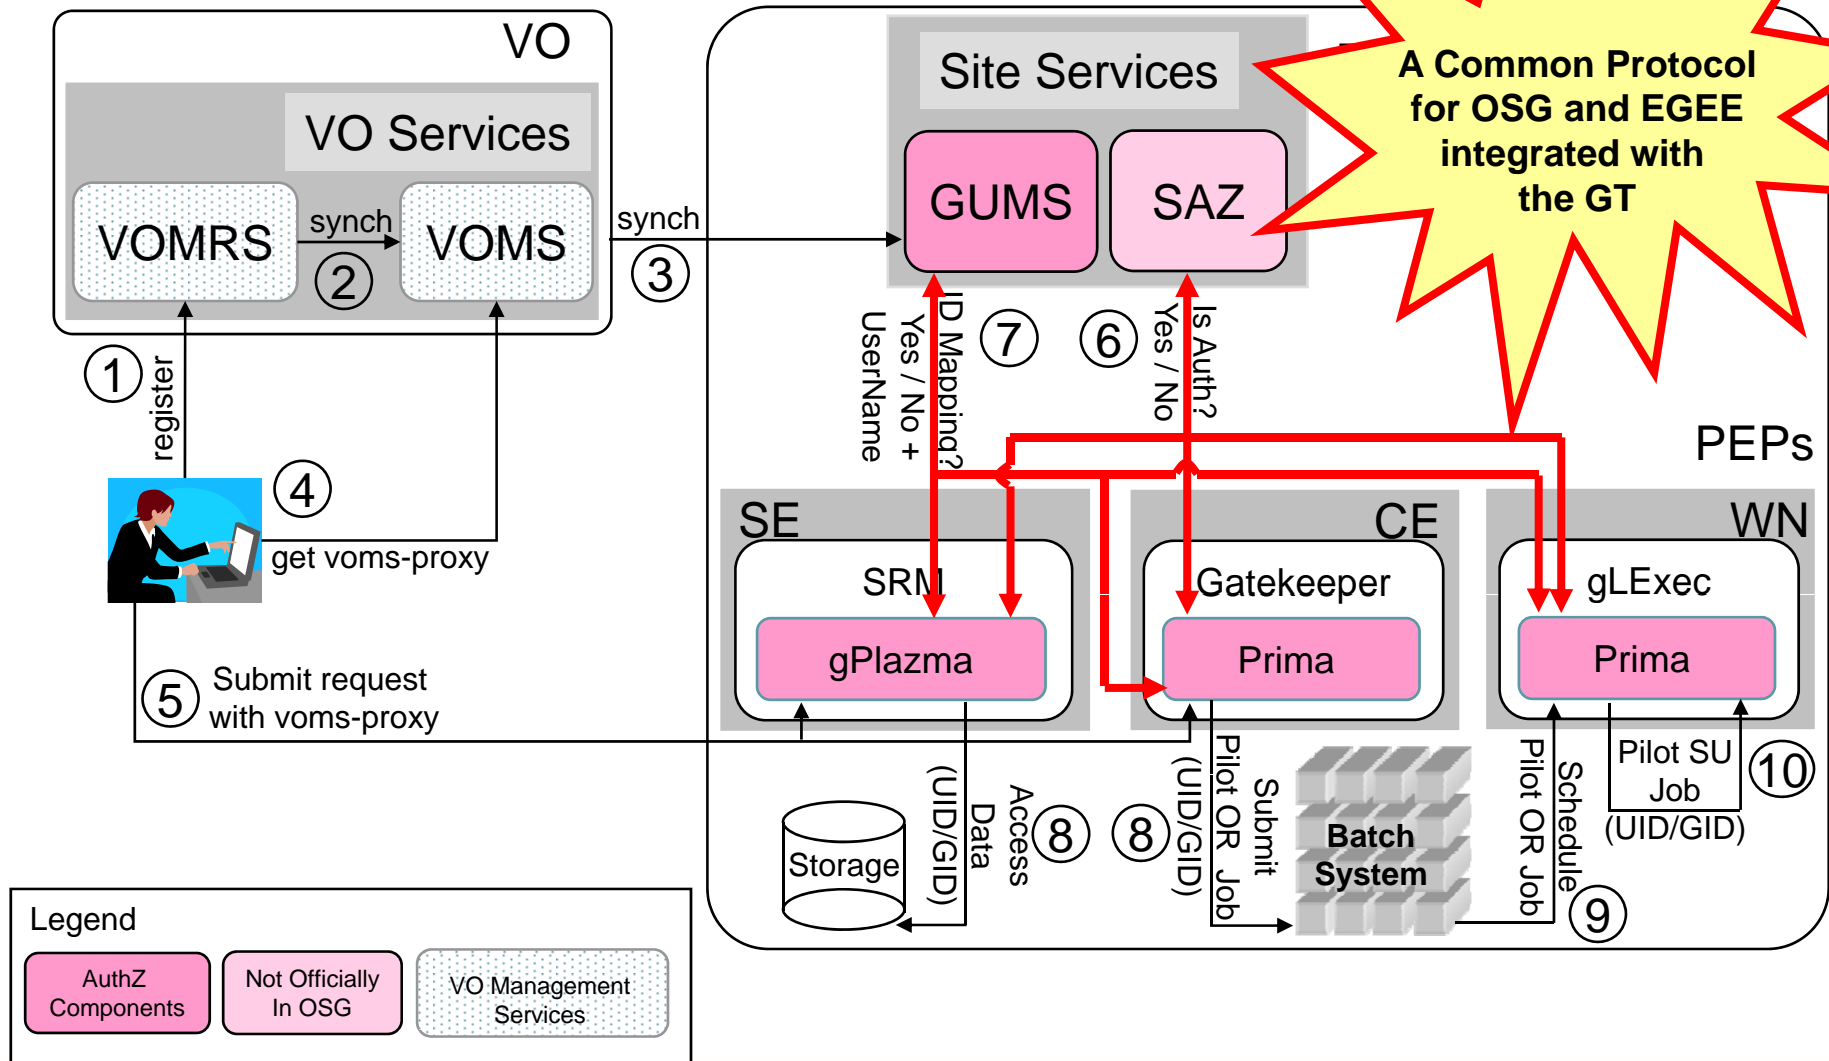 VO
VO Services
VOMRS
synch
2
VOMS
synch
3
1
register
4
get voms-proxy
5
Submit request
with voms-proxy
Site Services
GUMS
SAZ
A Common Protocol
for OSG and EGEE
integrated with
the GT
ID Mapping?
Yes / No +
UserName
7
6
Is Auth?
Yes / No
PEPs
SE
SRM
gPlazma
CE
Gatekeeper
Prima
WN
gLExec
Prima
Storage
Access
Data
(UID/GID)
8
8
Submit
Pilot OR Job
(UID/GID)
Batch
System
Schedule
Pilot OR Job
9
Pilot SU
Job
(UID/GID)
10
Legend
AuthZ
Components
Not Officially
In OSG
VO Management
Services